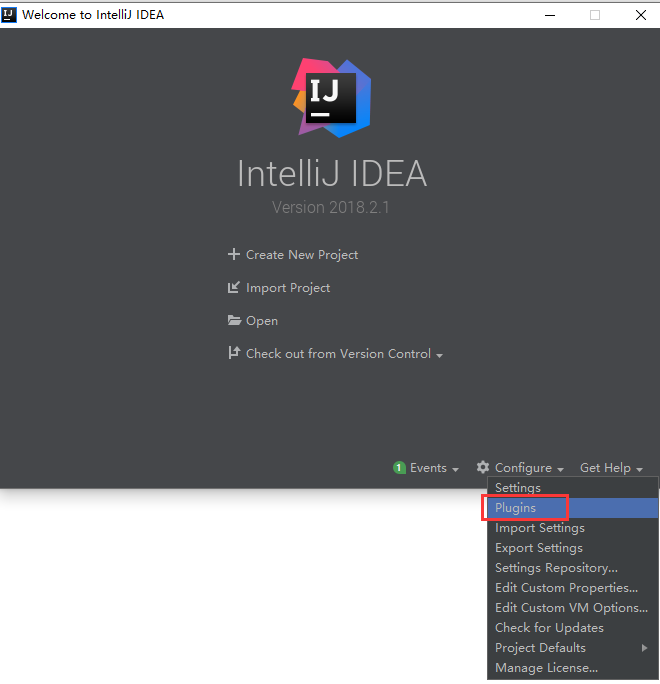 Welcome to IntelliJ IDEA
IJ
IntelliJ IDEA
Version 2018.2.1
Create New Project
Import Project
Open
Check out from Version Control
1 Events Configure Get Help
Settings
Plugins
Import Settings
Export Settings
Settings Repository...
Edit Custom Properties...
Edit Custom VM Options...
Check for Updates
Project Defaults
Manage License...